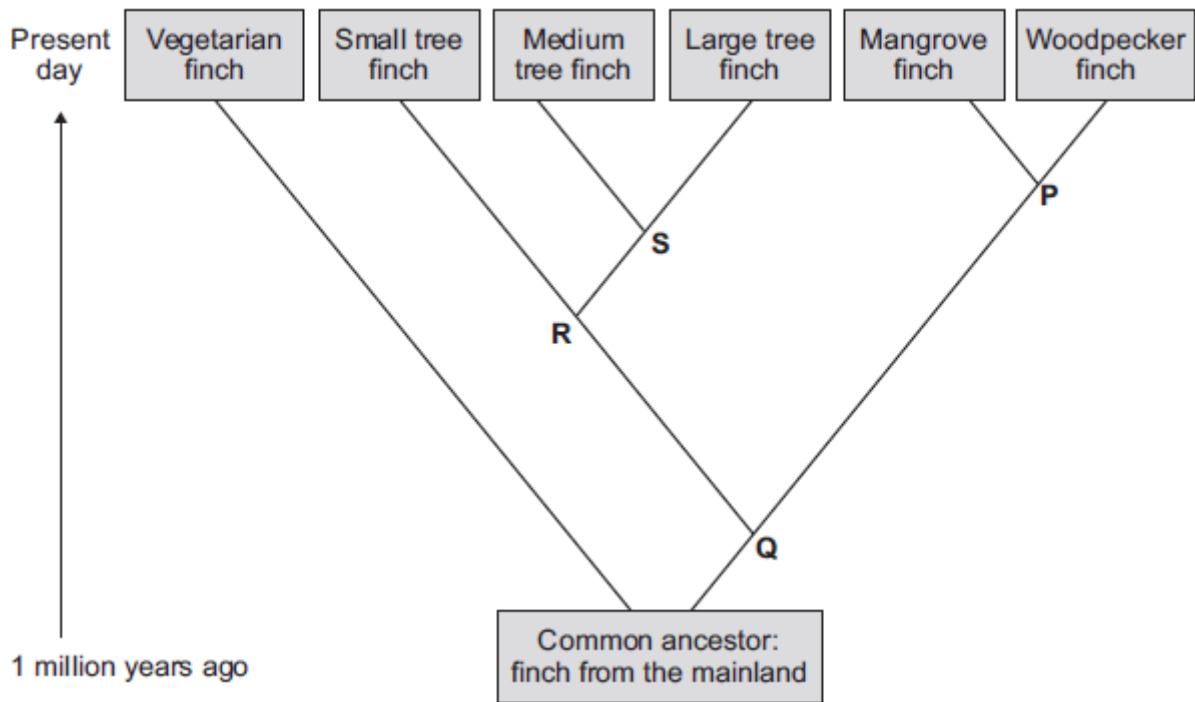 Present
day
Vegetarian
finch
Small tree
finch
Medium
tree finch
Large tree
finch
Mangrove
finch
Woodpecker
finch
P
S
R
Q
1 million years ago
Common ancestor:
finch from the mainland